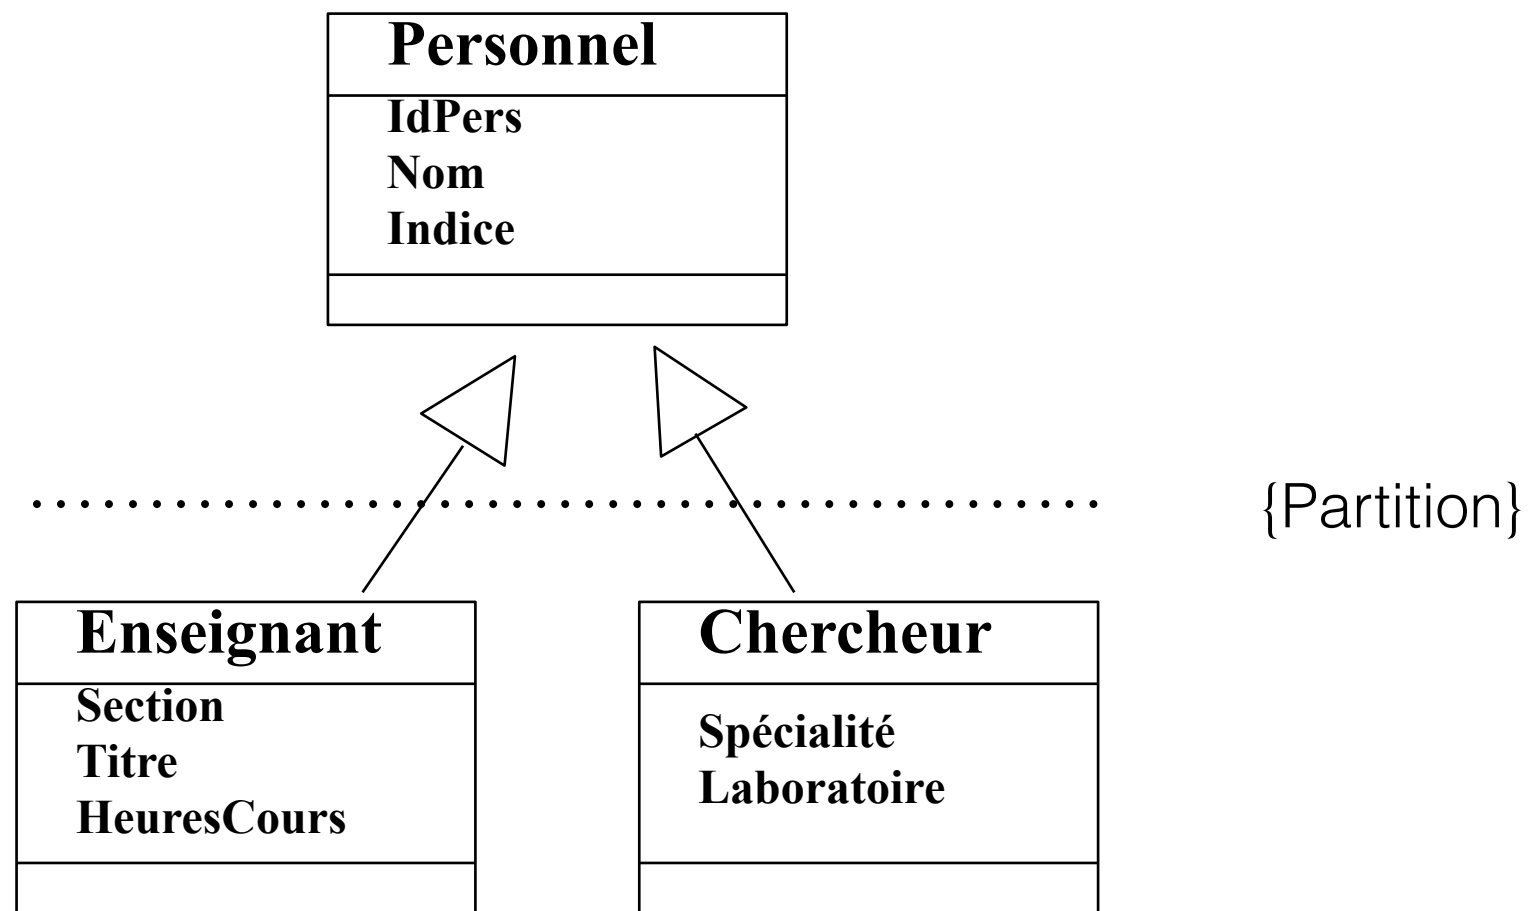 Personnel
IdPers
Nom
Indice
{Partition}
Enseignant
Section
Titre
HeuresCours
Chercheur
Spécialité
Laboratoire